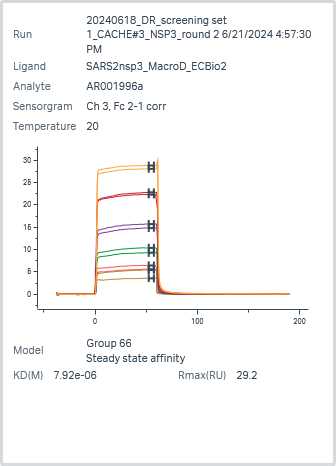 Run 20240618_DR_screening set
1_CACHE#3_NSP3_round 2 6/21/2024 4:57:30
PM
Ligand SARS2nsp3_MacroD_ECBio2
Analyte AR001996a
Sensorgram Ch 3, Fc 2-1 corr
Temperature 20
30
25
20
15
10
5
0
0 100 200
Model Group 66
Steady state affinity
KD(M) 7.92e-06 Rmax(RU) 29.2